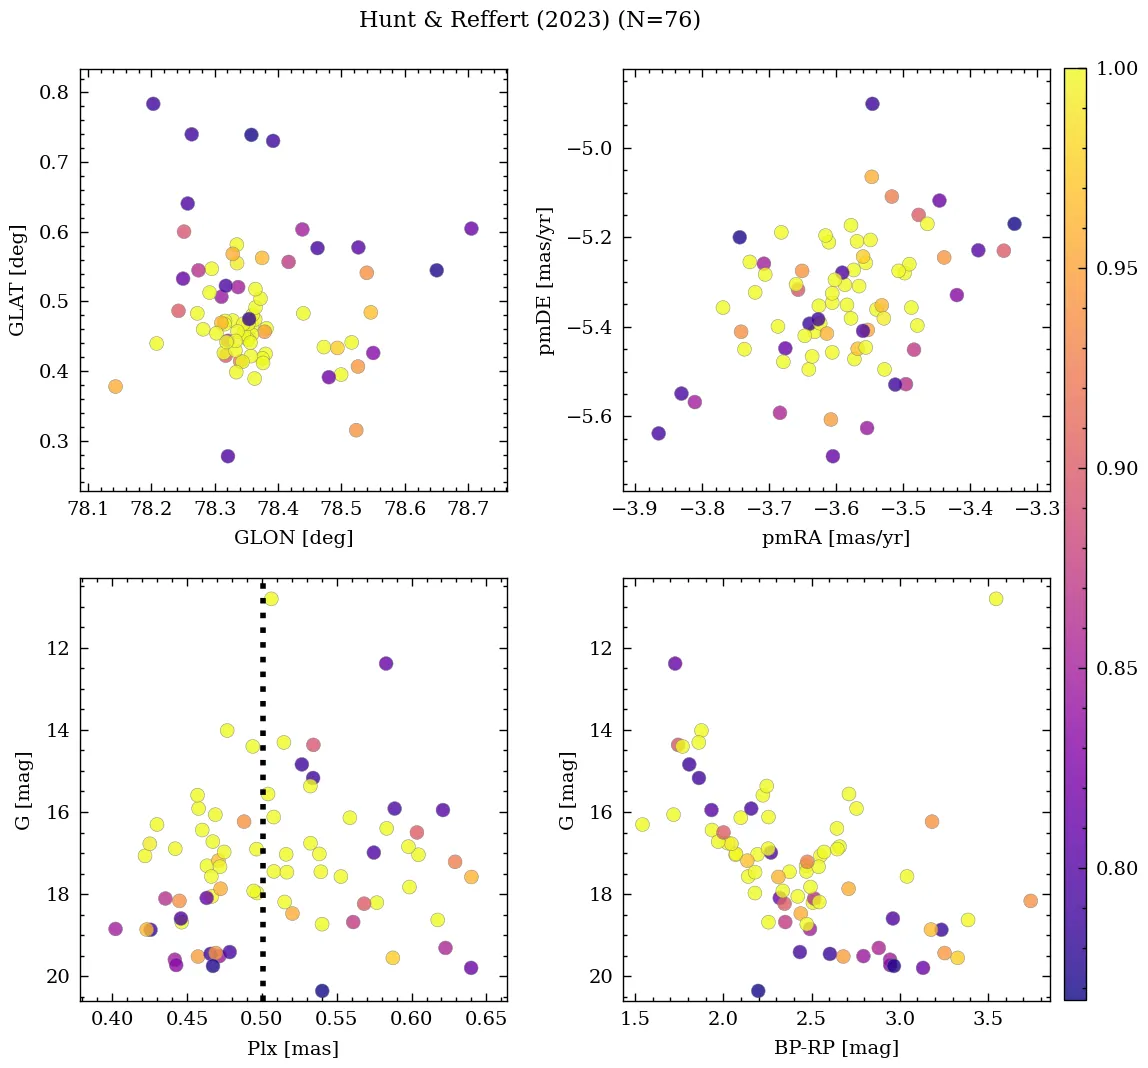 Hunt & Reffert (2023) (N=76)
0.8
0.7
0.6
0.5
0.4
0.3
GLAT [deg]
78.1 78.2 78.3 78.4 78.5 78.6 78.7
GLON [deg]
−5.0
−5.2
−5.4
−5.6
pmDE [mas/yr]
−3.9 −3.8 −3.7 −3.6 −3.5 −3.4 −3.3
pmRA [mas/yr]
1.00
0.95
0.90
0.85
0.80
12
14
16
18
20
G [mag]
0.40 0.45 0.50 0.55 0.60 0.65
Plx [mas]
12
14
16
18
20
G [mag]
1.5 2.0 2.5 3.0 3.5
BP-RP [mag]